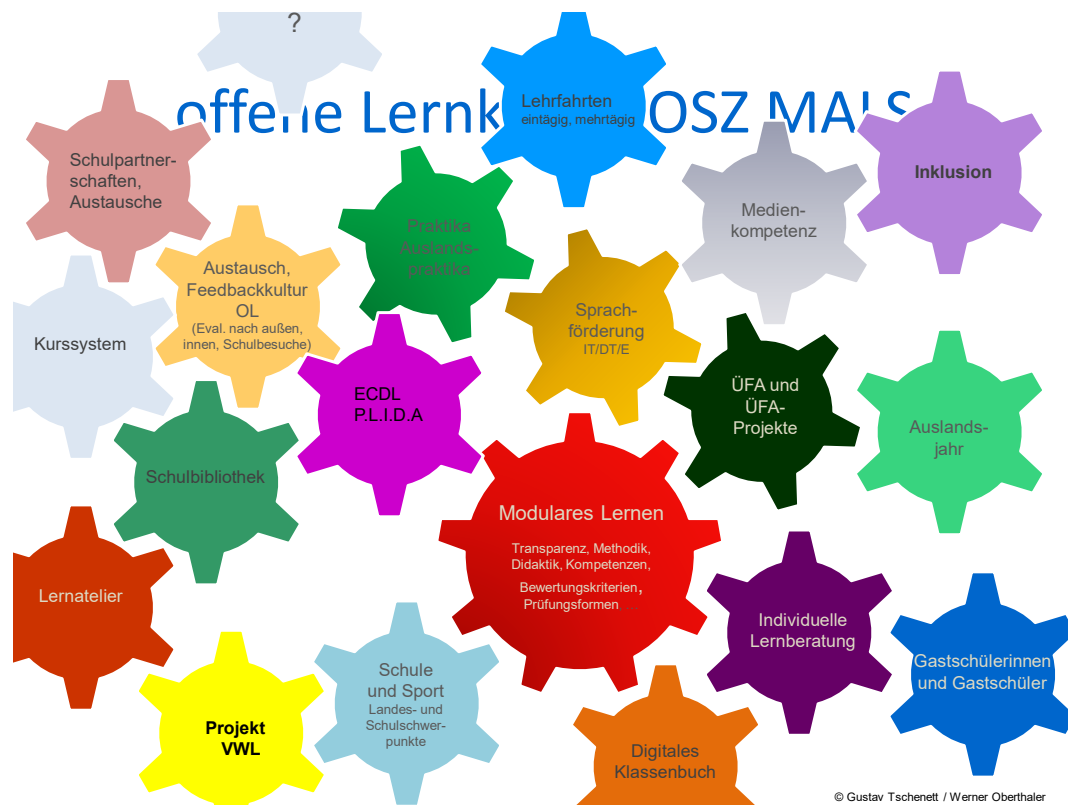 ?
offene Lernk OSZ MALS
Lehrfahrten
eintägig, mehrtägig
Schulpartner-
schaften,
Austausche
Inklusion
Medien-
kompetenz
Praktika
Auslands-
praktika
Austausch,
Feedbackkultur
OL
(Eval. nach außen,
innen, Schulbesuche)
Sprach-
förderung
IT/DT/E
Kurssystem
ECDL
P.L.I.D.A
ÜFA und
ÜFA-
Projekte
Auslands-
jahr
Schulbibliothek
Modulares Lernen
Transparenz, Methodik,
Didaktik, Kompetenzen,
Bewertungskriterien,
Prüfungsformen, ...
Lernatelier
Individuelle
Lernberatung
Gastschülerinnen
und Gastschüler
Schule
und Sport
Landes- und
Schulschwer-
punkte
Projekt
VWL
Digitales
Klassenbuch
© Gustav Tschenett / Werner Oberthaler